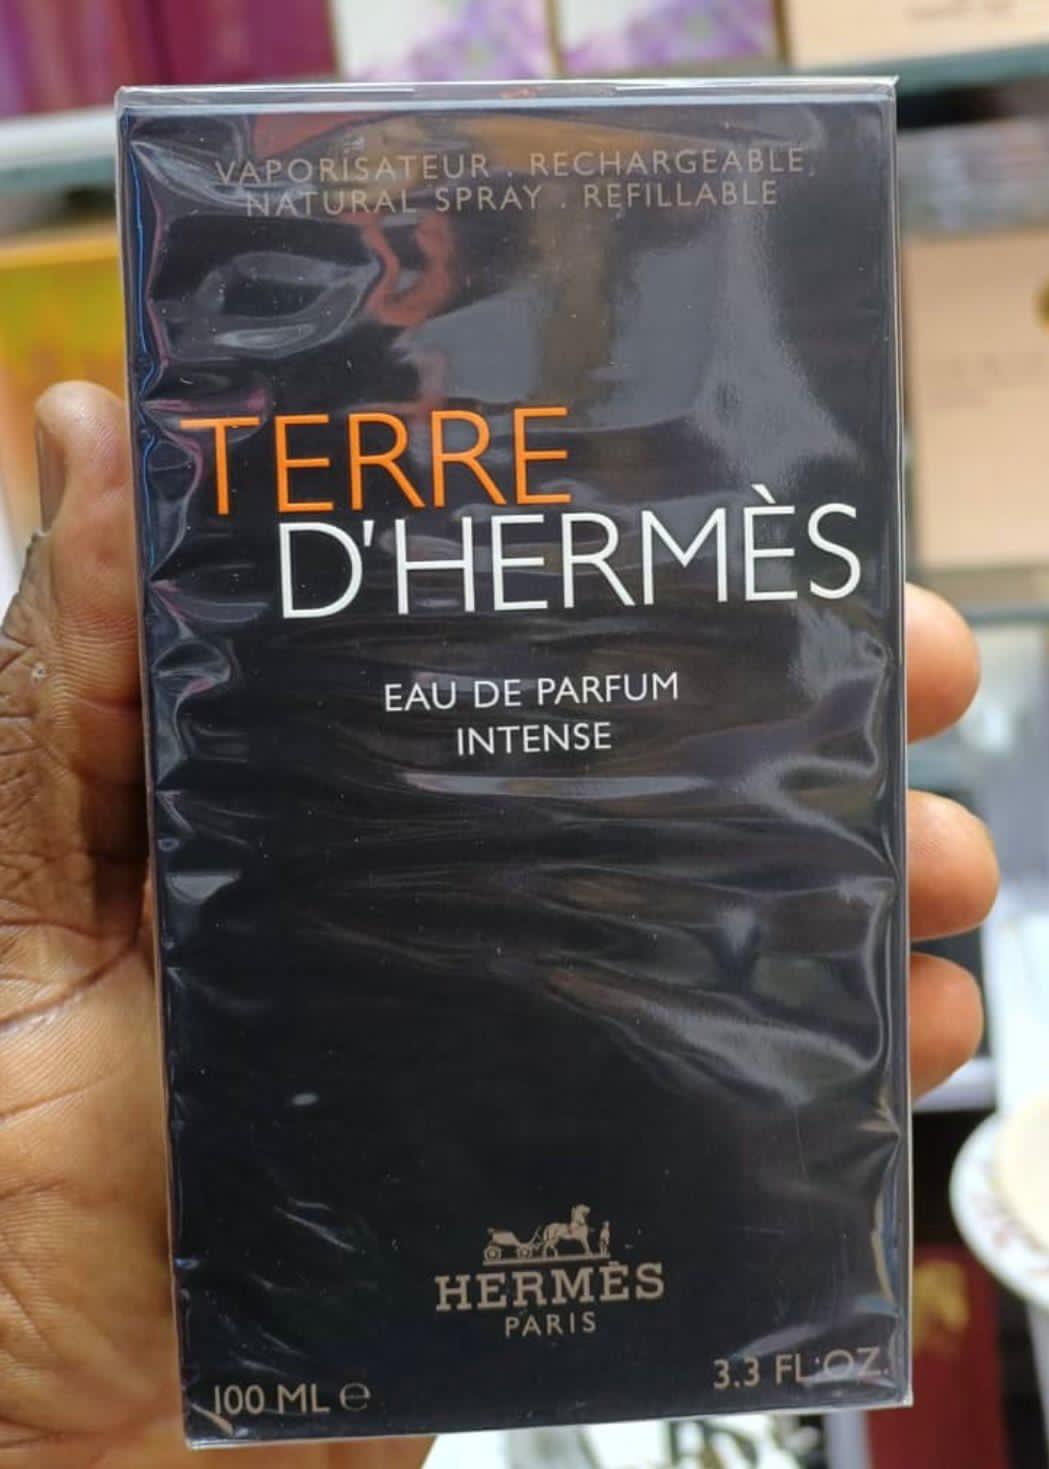 VAPORISATEUR . RECHARGEABLE
NATURAL SPRAY . REFILLABLE
TERRE
D'HERMÈS
EAU DE PARFUM
INTENSE
HERMÈS
PARIS
100 ML ℮
3.3 FL.OZ.